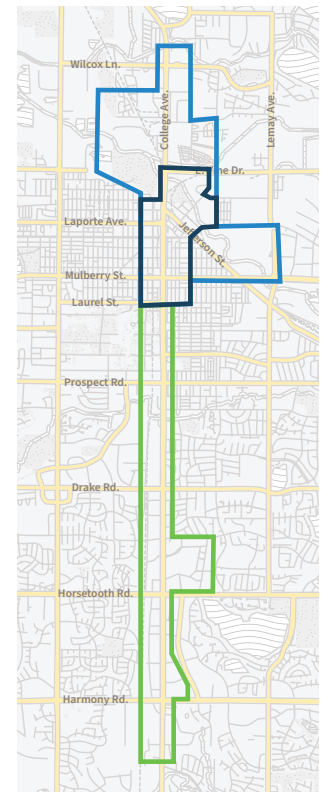 Wilcox Ln.
College Ave.
Lemay Ave.
Dr.
Laporte Ave.
Jefferson St.
Mulberry St.
Laurel St.
Prospect Rd.
Drake Rd.
Horsetooth Rd.
Harmony Rd.